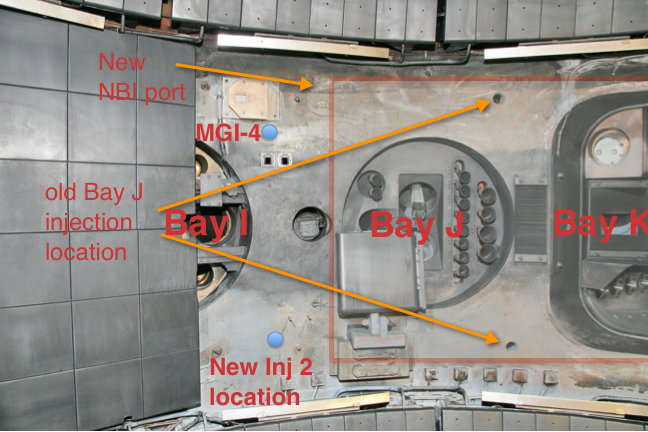 New
NBI port
MGI-4
old Bay J
injection
location
Bay I
Bay J
Bay K
New Inj 2
location